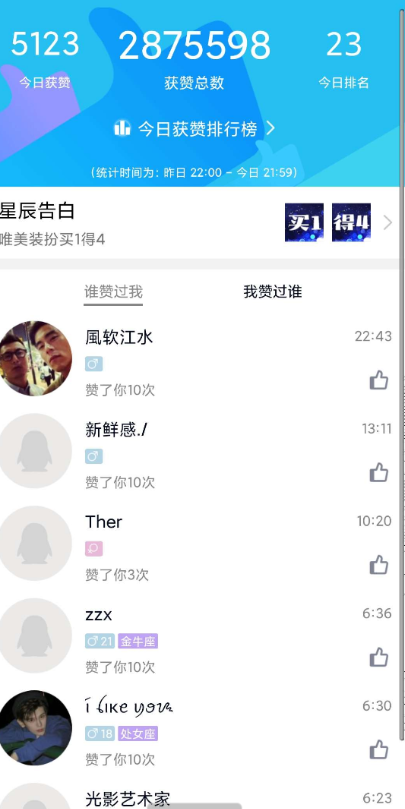 5123 2875598 23
今日获赞 获赞总数 今日排名
今日获赞排行榜
(统计时间为: 昨日 22:00 - 今日 21:59)
星辰告白
唯美装扮买1得4
买1 得4
谁赞过我 我赞过谁
風软江水 22:43
赞了你10次
新鲜感./ 13:11
赞了你10次
Ther 10:20
赞了你3次
zzx 6:36
♂21 金牛座
赞了你10次
i like your 6:30
♂18 处女座
赞了你10次
光影艺术家 6:23